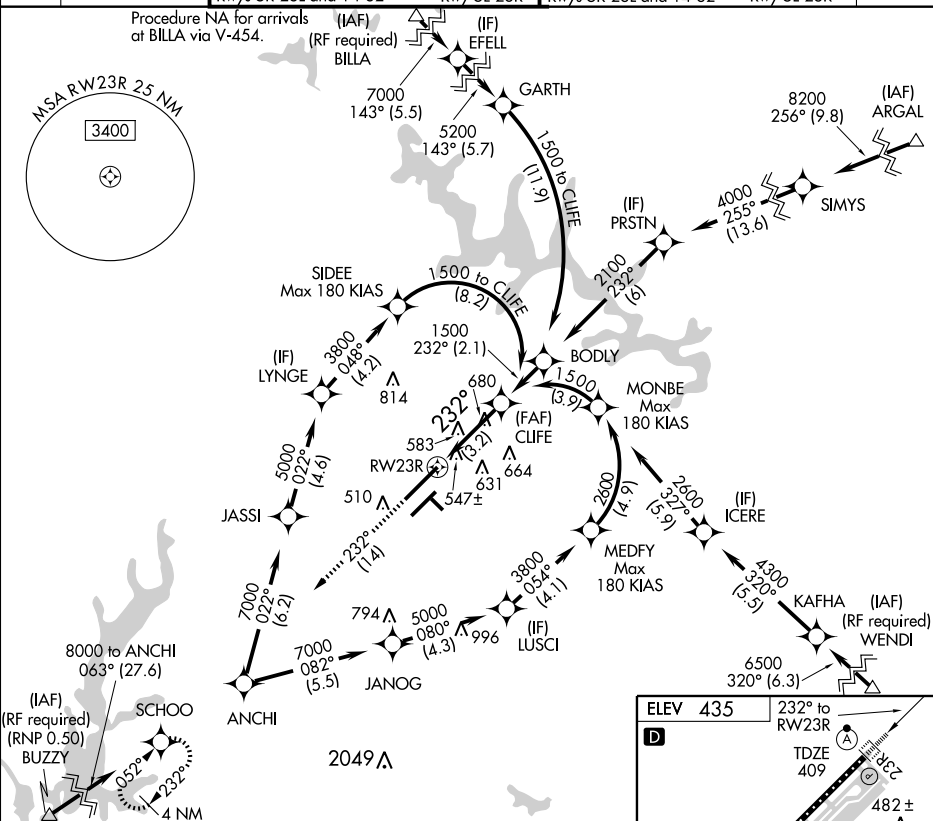 Procedure NA for arrivals
at BILLA via V-454.
(IAF)
(RF required)
BILLA
(IF)
EFELL
7000
143° (5.5)
5200
143° (5.7)
GARTH
1500 to CLIFE
(11.9)
8200
256° (9.8)
(IAF)
ARGAL
MSA RW23R 25 NM
3400
SIMYS
4000
255°
(13.6)
(IF)
PRSTN
2100
232°
(6)
SIDEE
Max 180 KIAS
1500 to CLIFE
(8.2)
1500
232° (2.1)
BODLY
(IF)
LYNGE
3800
048°
(4.2)
814
680
1500
(3.9)
MONBE
Max
180 KIAS
232°
(FAF)
CLIFE
583
(3.2)
RW23R
664
631
547±
510
5000
022°
(4.6)
JASSI
2600
(4.9)
2600
327°
(5.9)
(IF)
ICERE
232°
(14)
MEDFY
Max
180 KIAS
3800
054°
(4.1)
4300
320°
(5.5)
KAFHA
(IAF)
(RF required)
WENDI
6500
320° (6.3)
7000
022°
(6.2)
794
5000
080°
(4.3)
996
(IF)
LUSCI
7000
082°
(5.5)
JANOG
ANCHI
8000 to ANCHI
063° (27.6)
(IAF)
(RF required)
(RNP 0.50)
BUZZY
SCHOO
052°
232°
4 NM
2049
ELEV 435
D
232° to
RW23R
A
TDZE
409
23R
P
482±